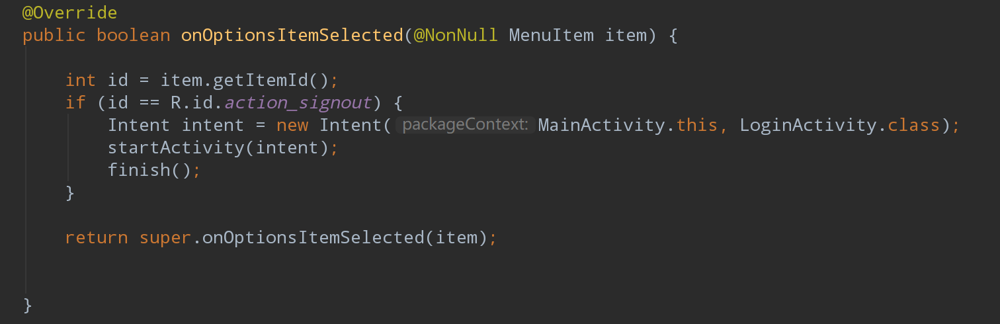 @Override
public boolean onOptionsItemSelected(@NonNull MenuItem item) {
int id = item.getItemId();
if (id == R.id.action_signout) {
Intent intent = new Intent( packageContext: MainActivity.this, LoginActivity.class);
startActivity(intent);
finish();
}
return super.onOptionsItemSelected(item);
}